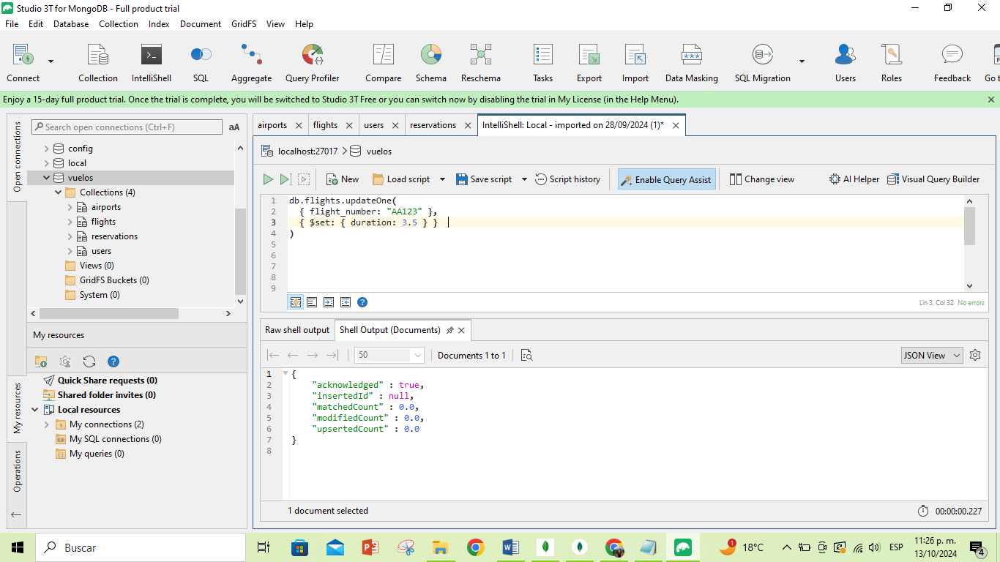 Studio 3T for MongoDB - Full product trial
File Edit Database Collection Index Document GridFS View Help
Connect Collection IntelliShell SQL Aggregate Query Profiler Compare Schema Reschema Tasks Export Import Data Masking SQL Migration Users Roles Feedback Go t
Enjoy a 15-day full product trial. Once the trial is complete, you will be switched to Studio 3T Free or you can switch now by disabling the trial in My License (in the Help Menu).
Open connections
Search open connections (Ctrl+F) aA
config
local
vuelos
Collections (4)
airports
flights
reservations
users
Views (0)
GridFS Buckets (0)
System (0)
My resources
My resources
Quick Share requests (0)
Shared folder invites (0)
Local resources
My connections (2)
My SQL connections (0)
My queries (0)
Operations
airports flights users reservations IntelliShell: Local - imported on 28/09/2024 (1)*
localhost:27017 vuelos
New Load script Save script Script history Enable Query Assist Change view AI Helper Visual Query Builder
1 db.flights.updateOne(
2 { flight_number: "AA123" },
3 { $set: { duration: 3.5 } }
4 )
5
6
7
8
9
Lin 3, Col 32 No errors
Raw shell output Shell Output (Documents)
50 Documents 1 to 1 JSON View
1 {
2 "acknowledged" : true,
3 "insertedId" : null,
4 "matchedCount" : 0.0,
5 "modifiedCount" : 0.0,
6 "upsertedCount" : 0.0
7 }
8
1 document selected 00:00:00.227
Buscar
1 18°C ESP 11:26 p. m.
13/10/2024
4